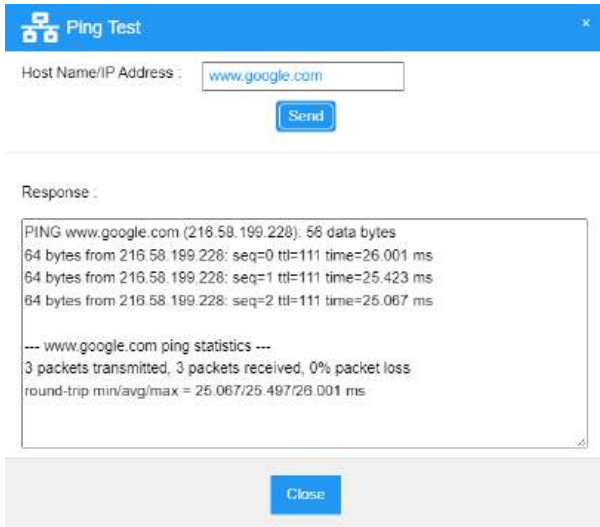 Ping Test
×
Host Name/IP Address :
www.google.com
Send
Response :
PING www.google.com (216.58.199.228): 56 data bytes
64 bytes from 216.58.199.228: seq=0 ttl=111 time=26.001 ms
64 bytes from 216.58.199.228: seq=1 ttl=111 time=25.423 ms
64 bytes from 216.58.199.228: seq=2 ttl=111 time=25.067 ms
--- www.google.com ping statistics ---
3 packets transmitted, 3 packets received, 0% packet loss
round-trip min/avg/max = 25.067/25.497/26.001 ms
Close